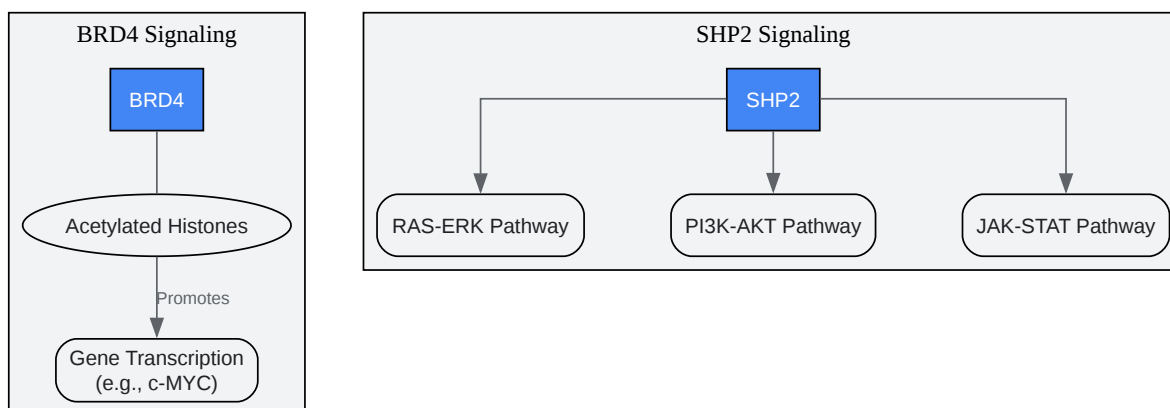 BRD4 Signaling
BRD4
Acetylated Histones
Promotes
Gene Transcription
(e.g., c-MYC)
SHP2 Signaling
SHP2
RAS-ERK Pathway
PI3K-AKT Pathway
JAK-STAT Pathway